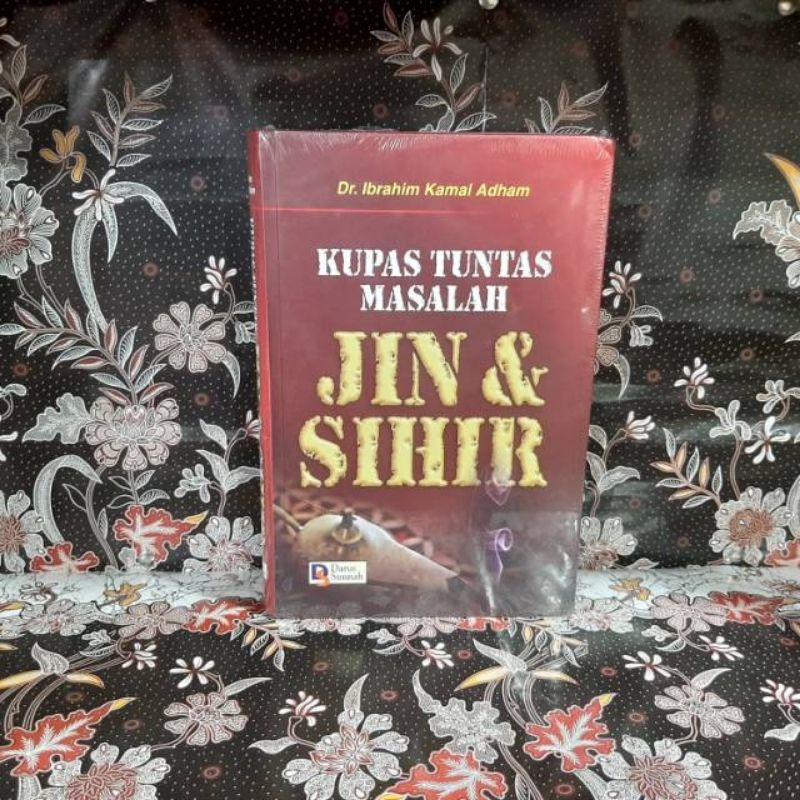 Dr. Ibrahim Kamal Adham
KUPAS TUNTAS
MASALAH
JIN &
SIHIR
Darus
Sunnah